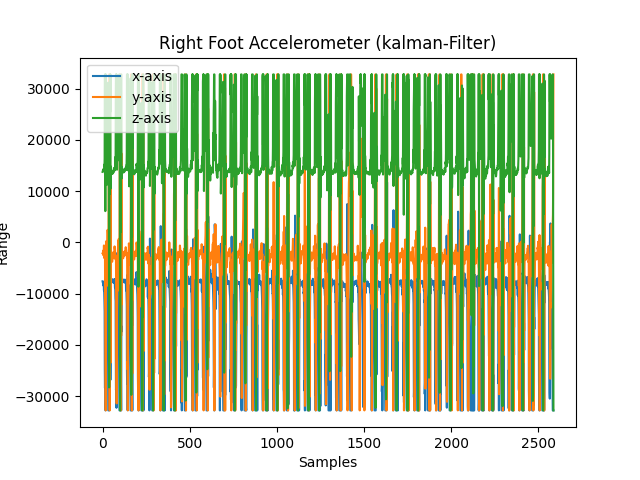 Right Foot Accelerometer (kalman-Filter)
x-axis
y-axis
z-axis
30000
20000
10000
0
−10000
−20000
−30000
Range
0 500 1000 1500 2000 2500
Samples